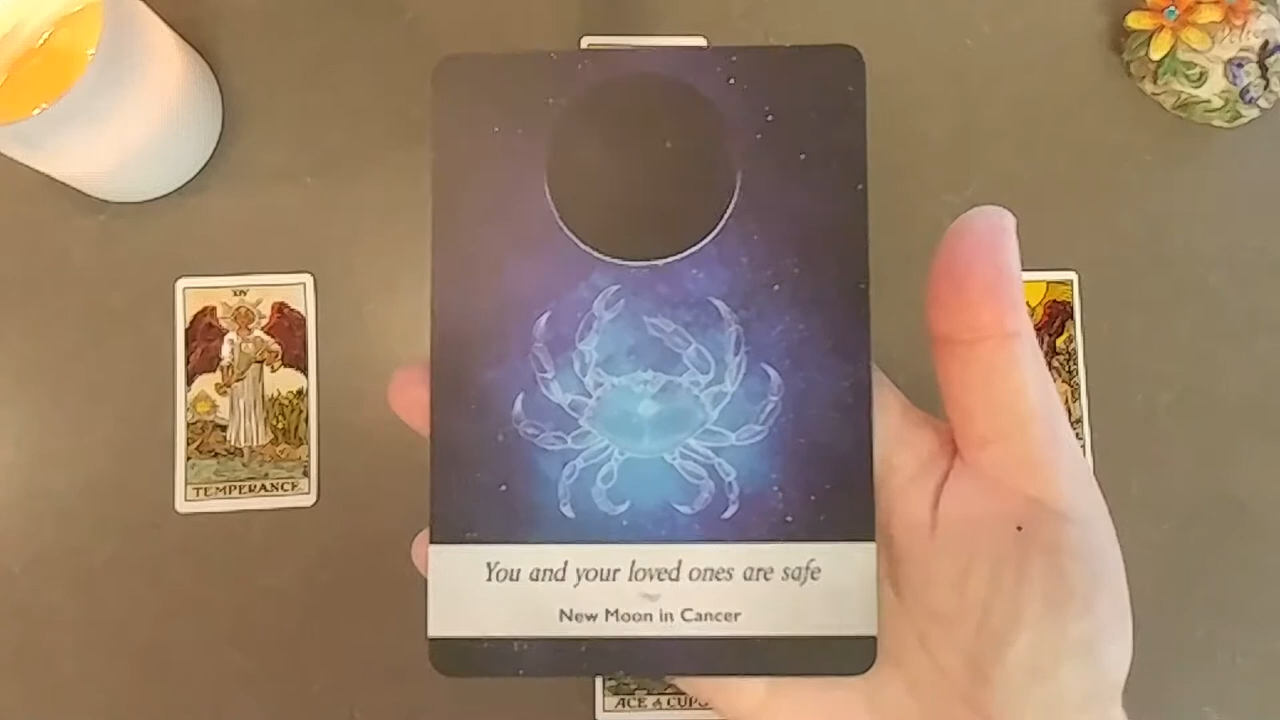 XIV
TEMPERANCE.
You and your loved ones are safe
New Moon in Cancer
ACE of CUPS